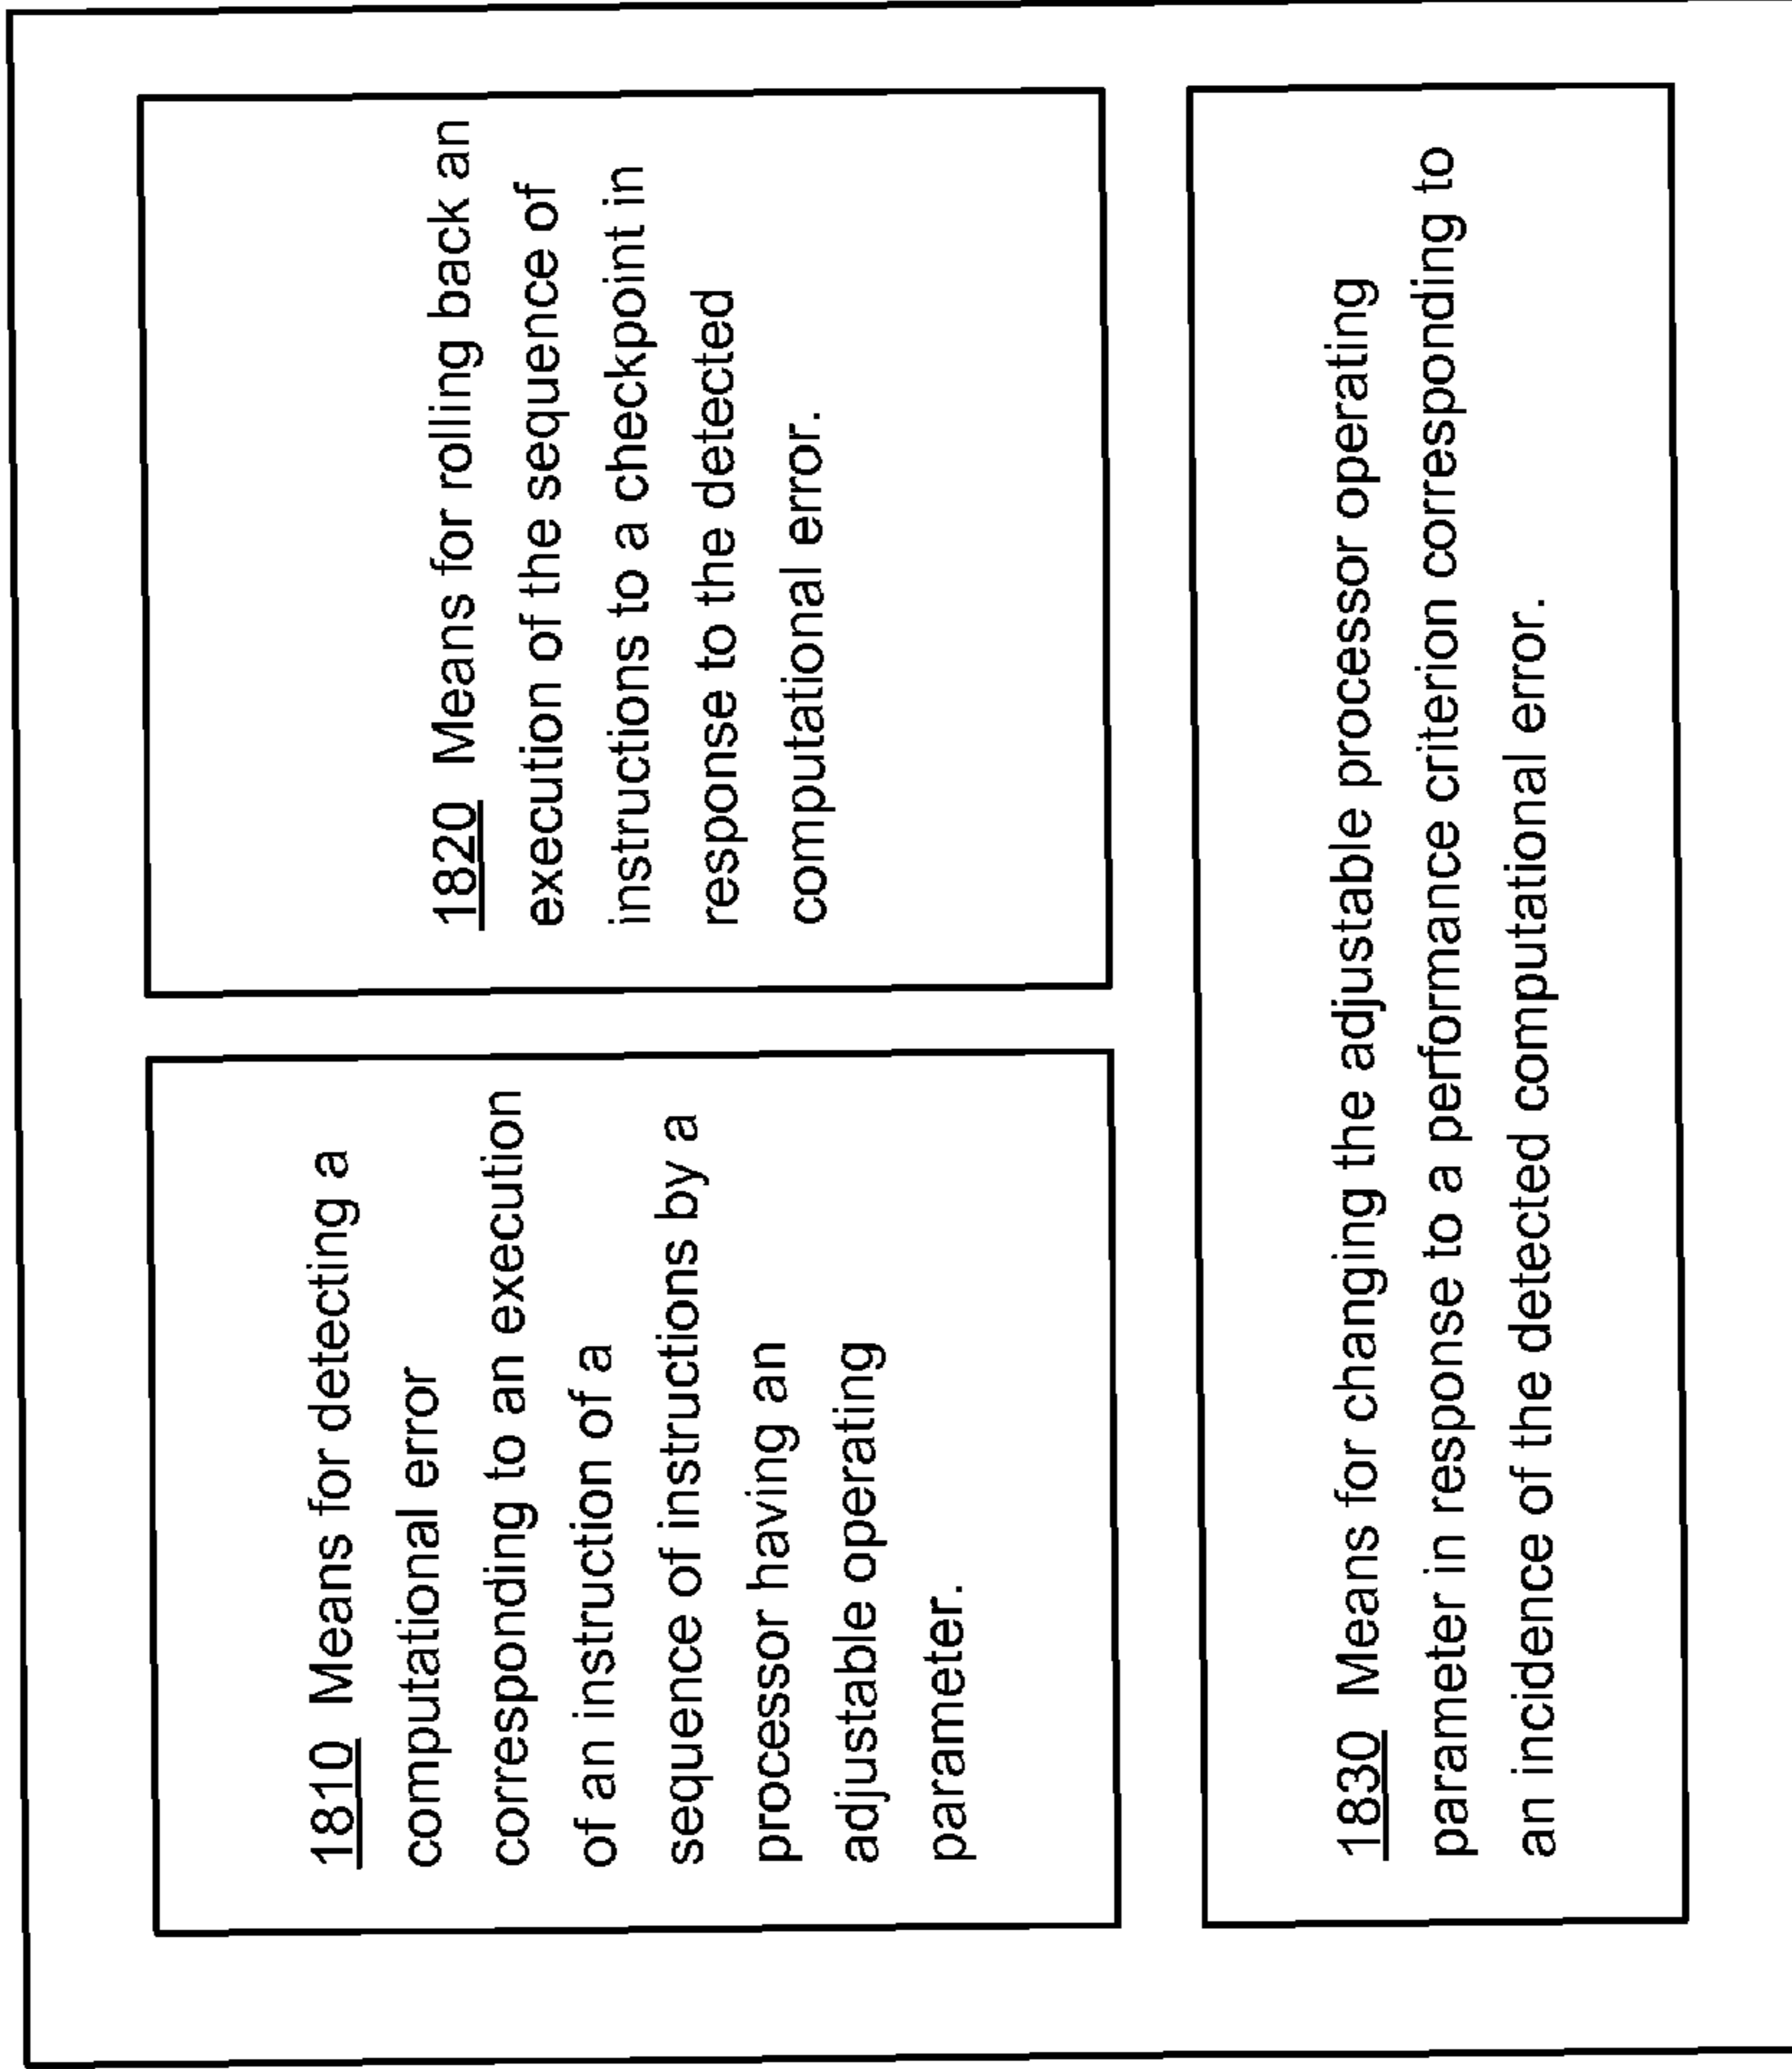 1810 Means for detecting a
computational error
corresponding to an execution
of an instruction of a
sequence of instructions by a
processor having an
adjustable operating
parameter.
1820 Means for rolling back an
execution of the sequence of
instructions to a checkpoint in
response to the detected
computational error.
1830 Means for changing the adjustable processor operating
parameter in response to a performance criterion corresponding to
an incidence of the detected computational error.